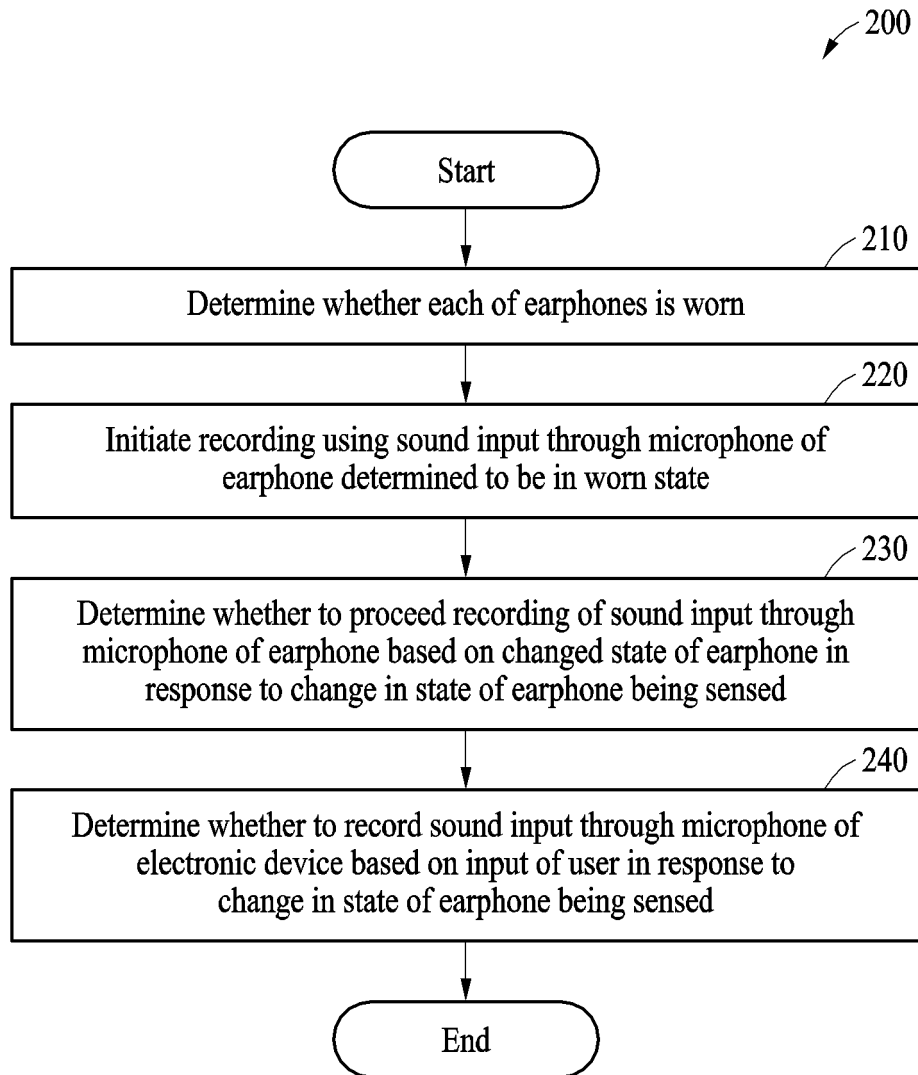 200
Start
210
Determine whether each of earphones is worn
220
Initiate recording using sound input through microphone of
earphone determined to be in worn state
230
Determine whether to proceed recording of sound input through
microphone of earphone based on changed state of earphone in
response to change in state of earphone being sensed
240
Determine whether to record sound input through microphone of
electronic device based on input of user in response to
change in state of earphone being sensed
End